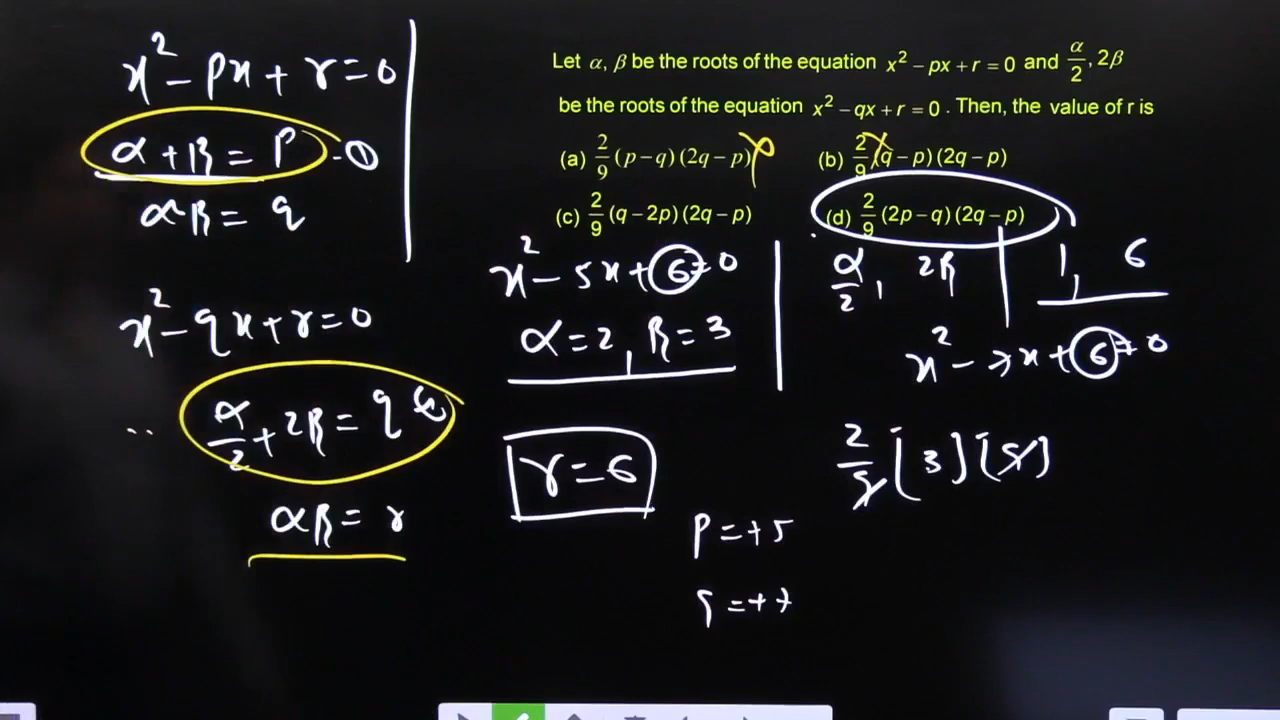 x² - px + r = 0
α + β = p - ①
αβ = q
x² - qx + r = 0
α/2 + 2β = q
αβ = r
Let α, β be the roots of the equation x² – px + r = 0 and α/2, 2β
be the roots of the equation x² – qx + r = 0. Then, the value of r is
(a) 2/9 (p – q) (2q – p) (b) 2/9 (q – p) (2q – p)
(c) 2/9 (q – 2p) (2q – p) (d) 2/9 (2p – q) (2q – p)
x² - 5x + 6 = 0
α = 2, β = 3
α/2, 2β
1, 6
x² - 7x + 6 = 0
r = 6
2/9 [3] [9]
p = +5
q = +7